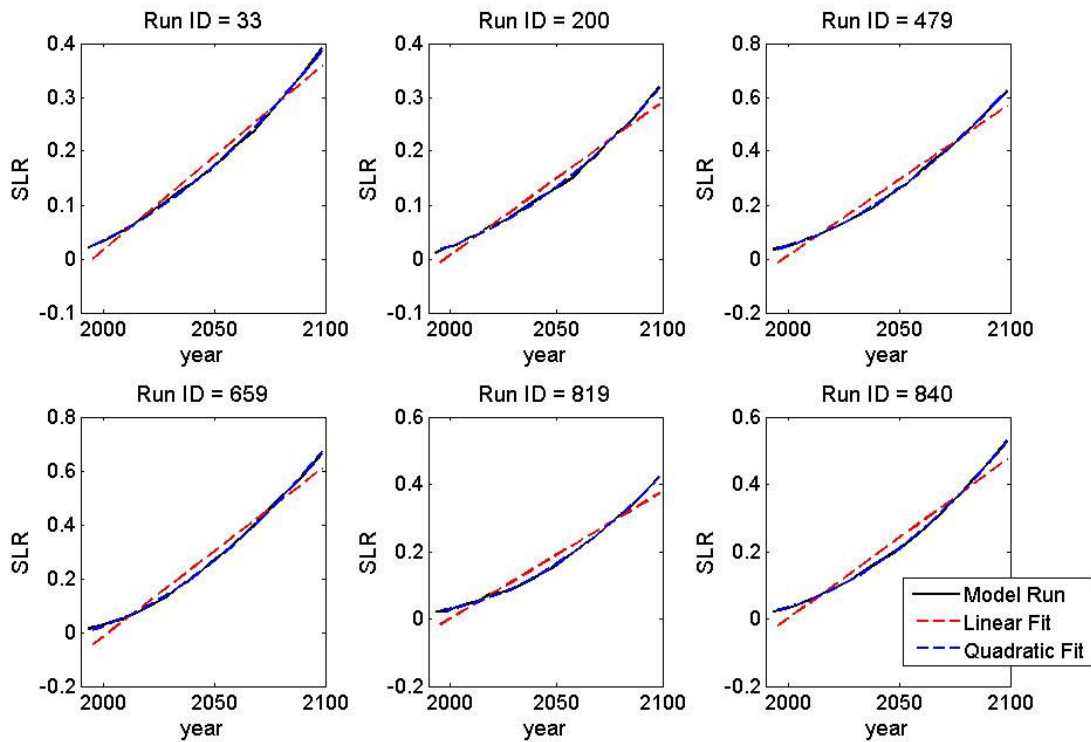 Run ID = 33
0.4
0.3
0.2
0.1
0
-0.1
SLR
2000 2050 2100
year
Run ID = 200
0.4
0.3
0.2
0.1
0
-0.1
SLR
2000 2050 2100
year
Run ID = 479
0.8
0.6
0.4
0.2
0
-0.2
SLR
2000 2050 2100
year
Run ID = 659
0.8
0.6
0.4
0.2
0
-0.2
SLR
2000 2050 2100
year
Run ID = 819
0.6
0.4
0.2
0
-0.2
SLR
2000 2050 2100
year
Run ID = 840
0.6
0.4
0.2
0
-0.2
SLR
2000 2050 2100
year
Model Run
Linear Fit
Quadratic Fit